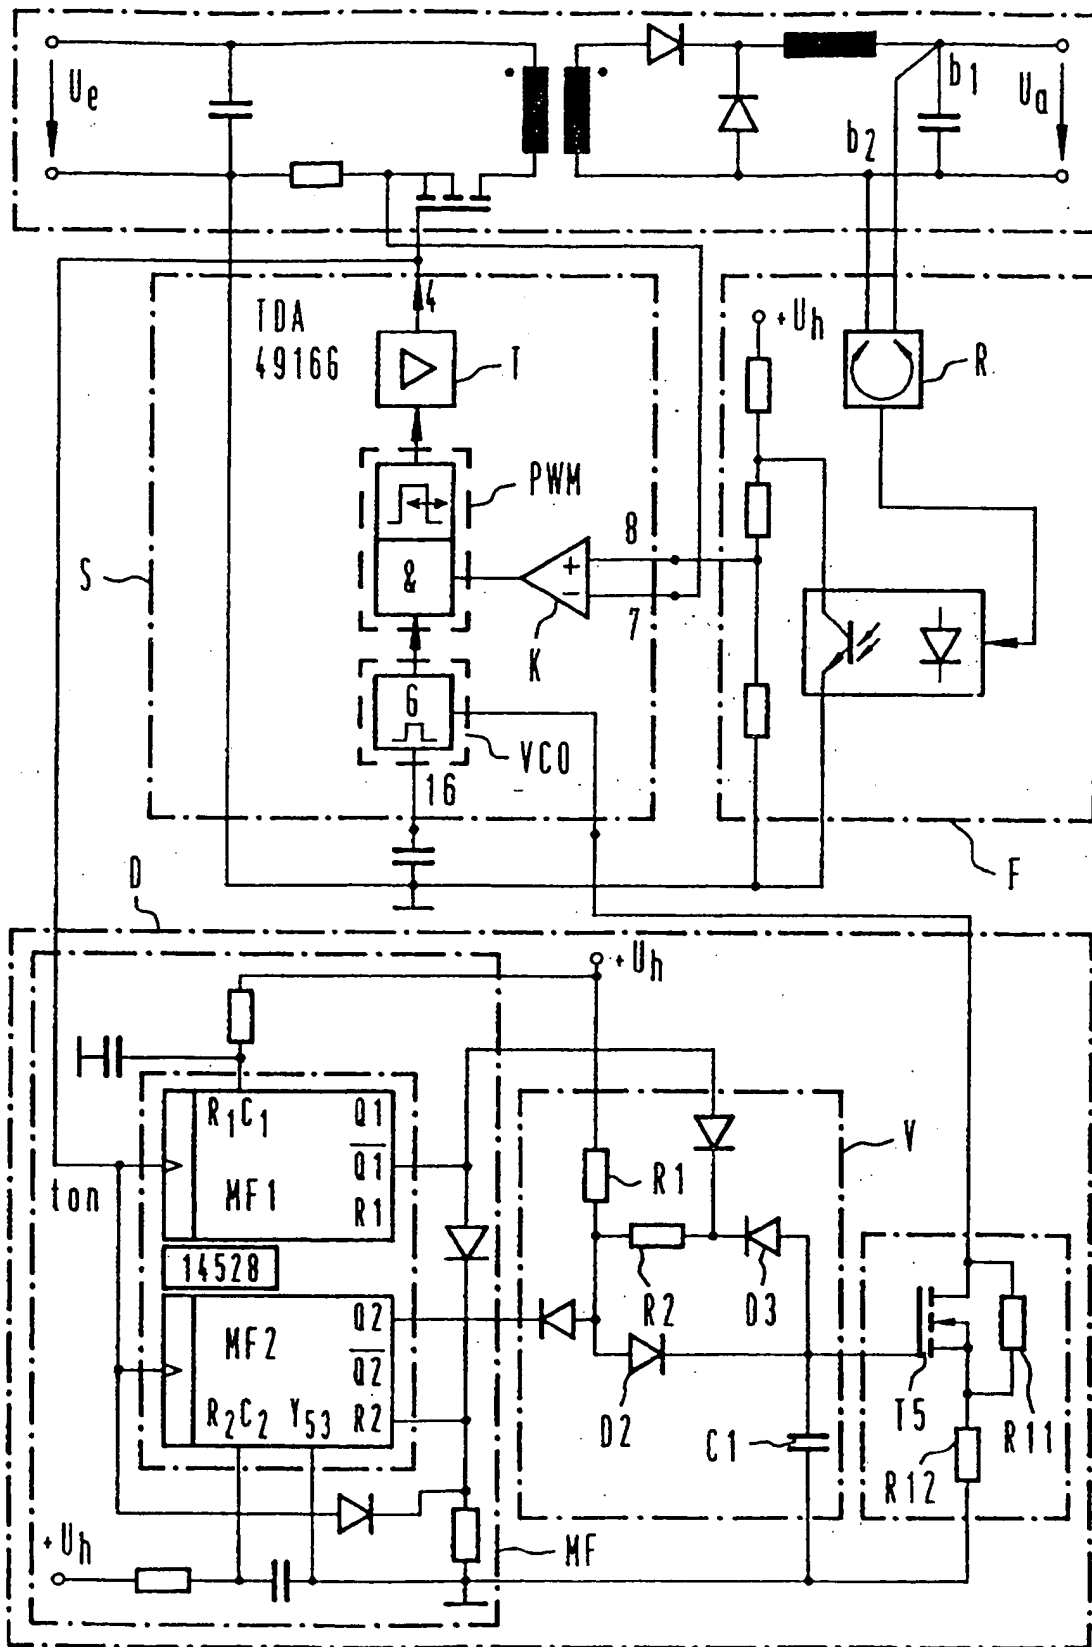 Ue
b1
Ua
b2
4
TDA
49166
T
+Uh
R
PWM
8
S
&
+
-
7
K
6
VCO
16
D
F
+Uh
R1C1
Q1
Q1
MF1
R1
ton
V
R1
14528
R2
D3
MF2
Q2
Q2
R2C2
Y53
R2
D2
C1
T5
R11
R12
+Uh
MF